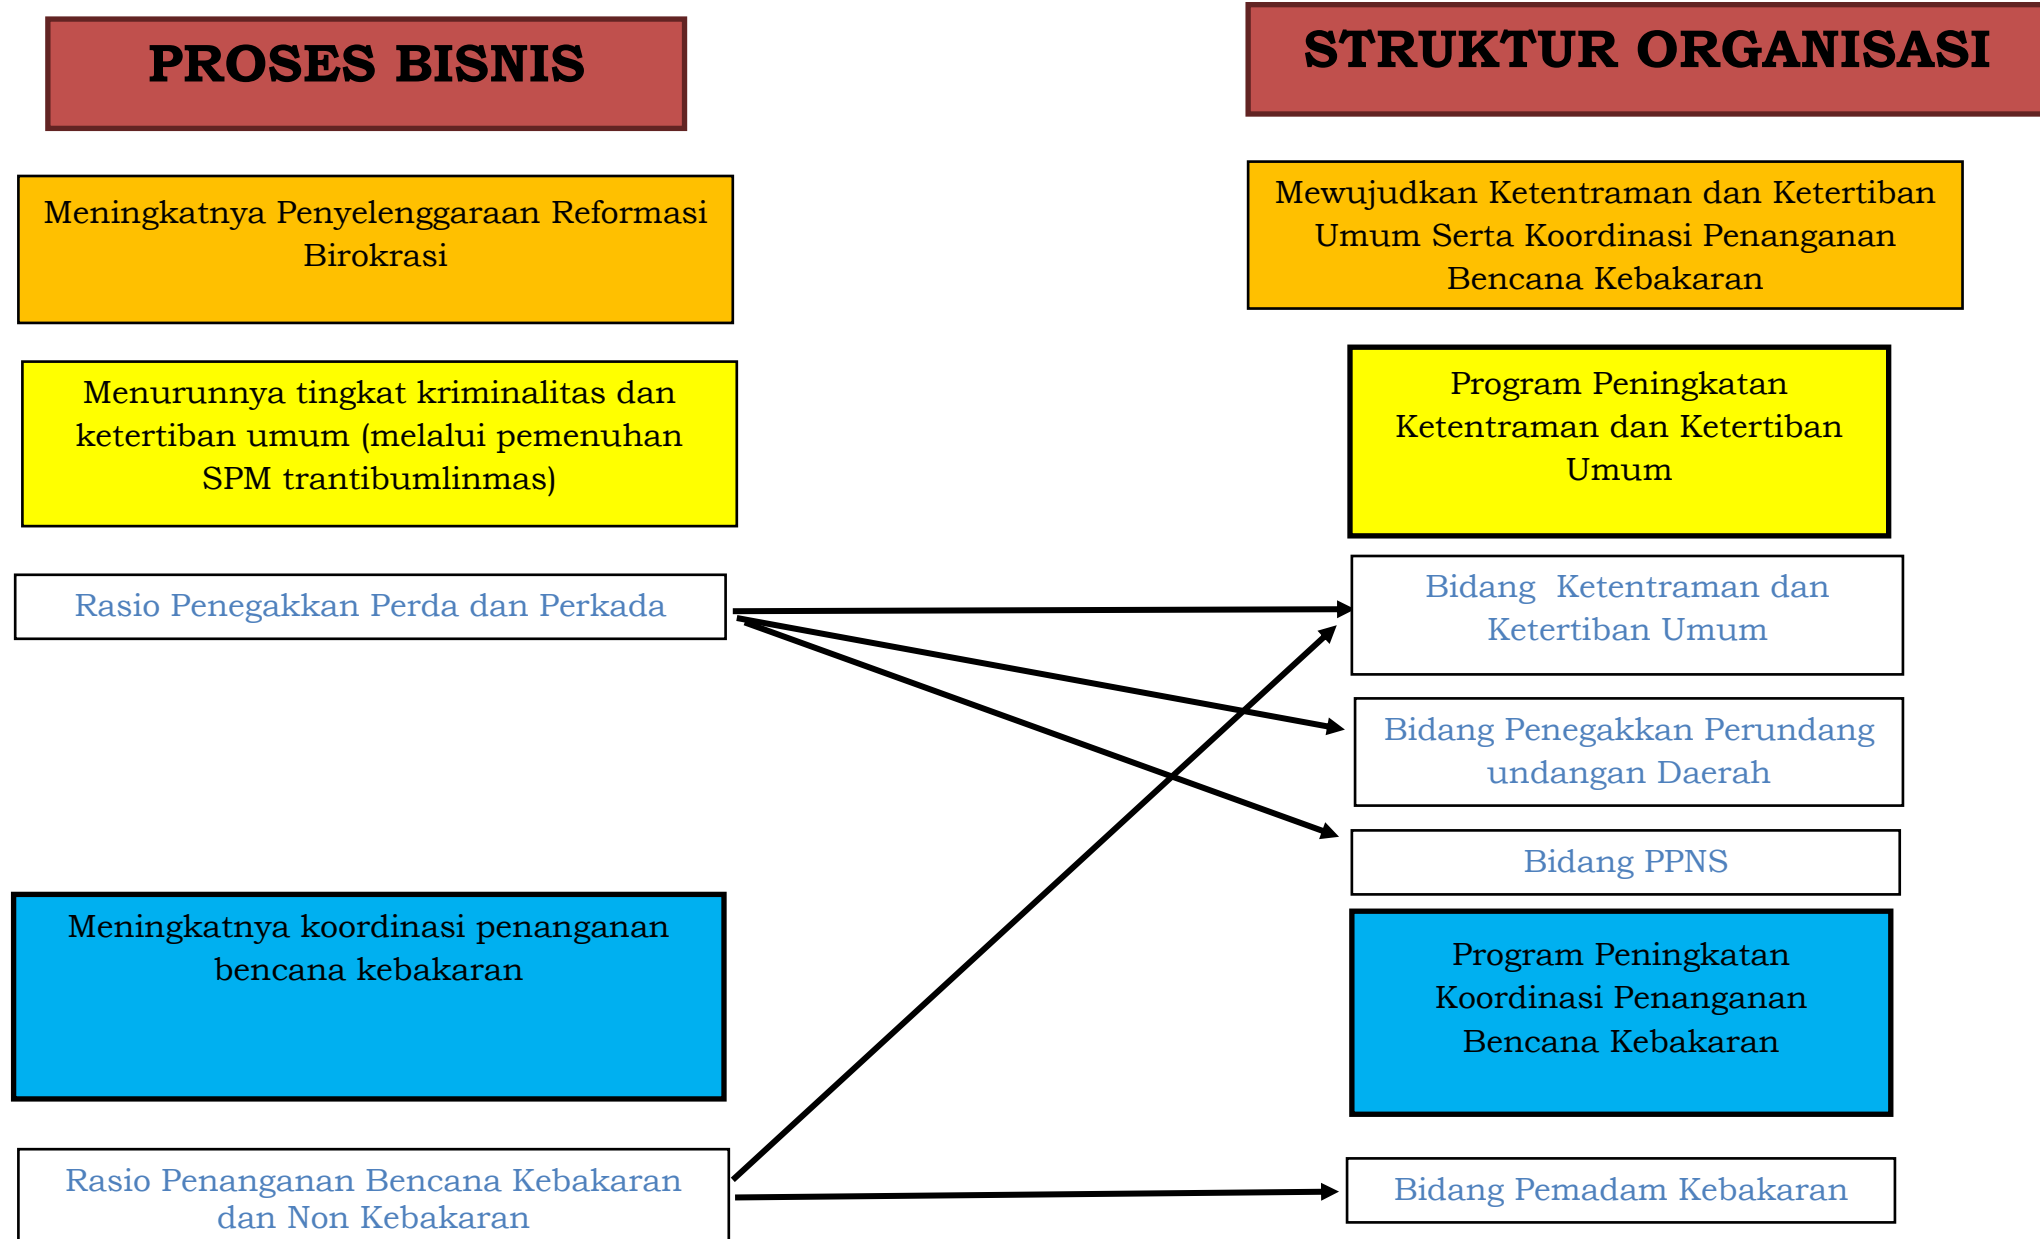 PROSES BISNIS
STRUKTUR ORGANISASI
Meningkatnya Penyelenggaraan Reformasi
Birokrasi
Mewujudkan Ketentraman dan Ketertiban
Umum Serta Koordinasi Penanganan
Bencana Kebakaran
Menurunnya tingkat kriminalitas dan
ketertiban umum (melalui pemenuhan
SPM trantibumlinmas)
Program Peningkatan
Ketentraman dan Ketertiban
Umum
Rasio Penegakkan Perda dan Perkada
Bidang  Ketentraman dan
Ketertiban Umum
Bidang Penegakkan Perundang
undangan Daerah
Bidang PPNS
Meningkatnya koordinasi penanganan
bencana kebakaran
Program Peningkatan
Koordinasi Penanganan
Bencana Kebakaran
Rasio Penanganan Bencana Kebakaran
dan Non Kebakaran
Bidang Pemadam Kebakaran